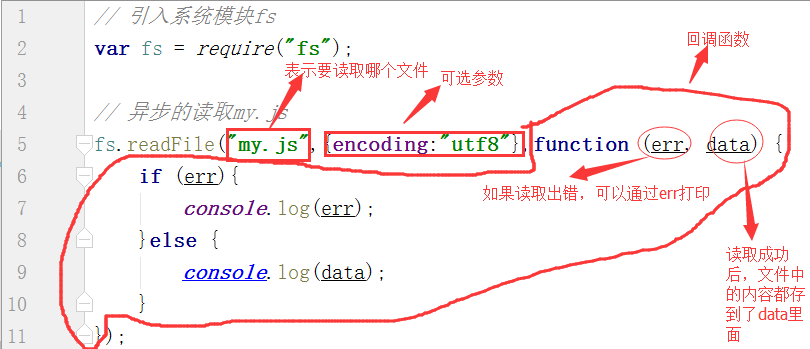 1 // 引入系统模块fs
2 var fs = require("fs");
3
表示要读取哪个文件
可选参数
回调函数
4 // 异步的读取my.js
5 fs.readFile("my.js",{encoding:"utf8"},function (err, data) {
6 if (err){
如果读取出错，可以通过err打印
7 console.log(err);
8 }else {
9 console.log(data);
10 }
11 });
读取成功
后，文件中
的内容都存
到了data里
面